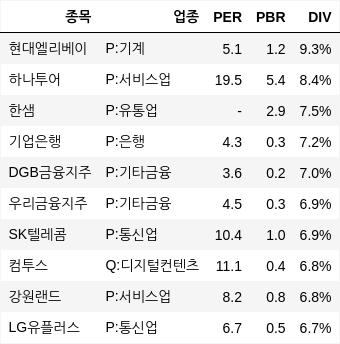 종목 업종 PER PBR DIV
현대엘리베이 P:기계 5.1 1.2 9.3%
하나투어 P:서비스업 19.5 5.4 8.4%
한샘 P:유통업 - 2.9 7.5%
기업은행 P:은행 4.3 0.3 7.2%
DGB금융지주 P:기타금융 3.6 0.2 7.0%
우리금융지주 P:기타금융 4.5 0.3 6.9%
SK텔레콤 P:통신업 10.4 1.0 6.9%
컴투스 Q:디지털컨텐츠 11.1 0.4 6.8%
강원랜드 P:서비스업 8.2 0.8 6.8%
LG유플러스 P:통신업 6.7 0.5 6.7%